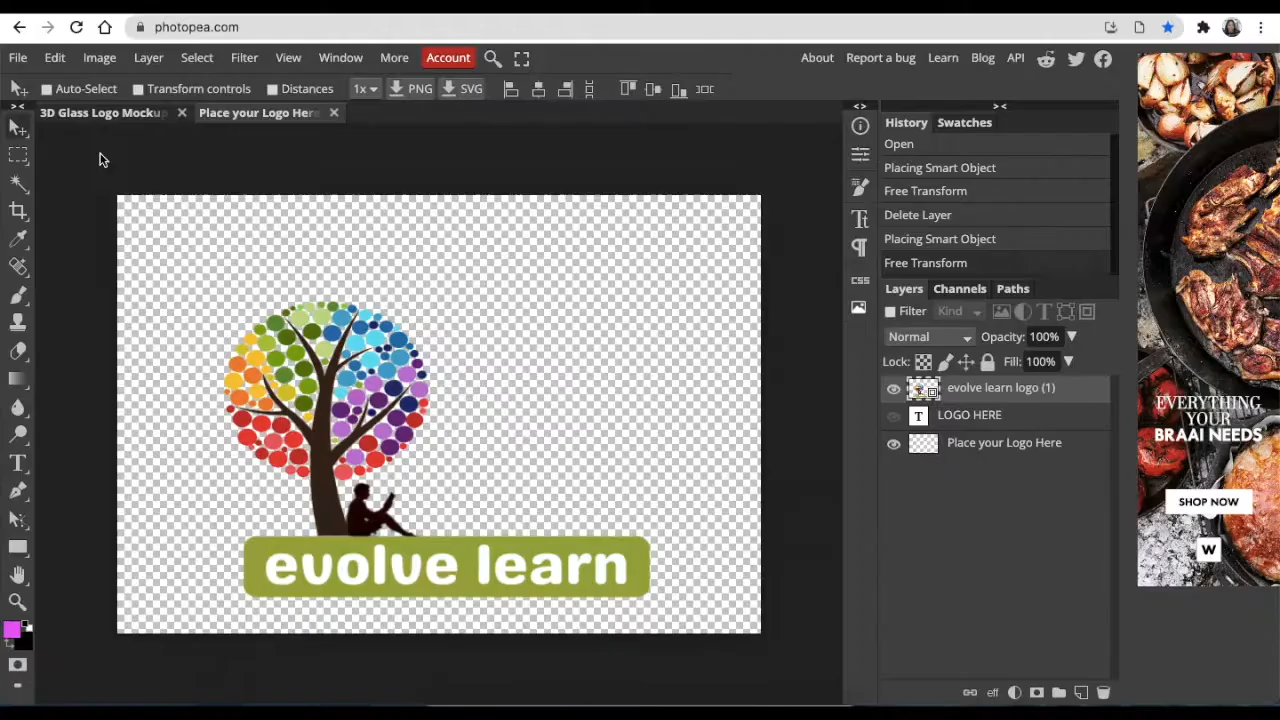 photopea.com
File Edit Image Layer Select Filter View Window More Account About Report a bug Learn Blog API
Auto-Select Transform controls Distances 1x PNG SVG
3D Glass Logo Mockup Place your Logo Here
History Swatches
Open
Placing Smart Object
Free Transform
Delete Layer
Placing Smart Object
Free Transform
CSS
Layers Channels Paths
Filter Kind T
Normal Opacity: 100%
Lock: Fill: 100%
evolve learn logo (1)
T LOGO HERE
Place your Logo Here
eff
evolve learn
EVERYTHING
YOUR
BRAAI NEEDS
SHOP NOW
W